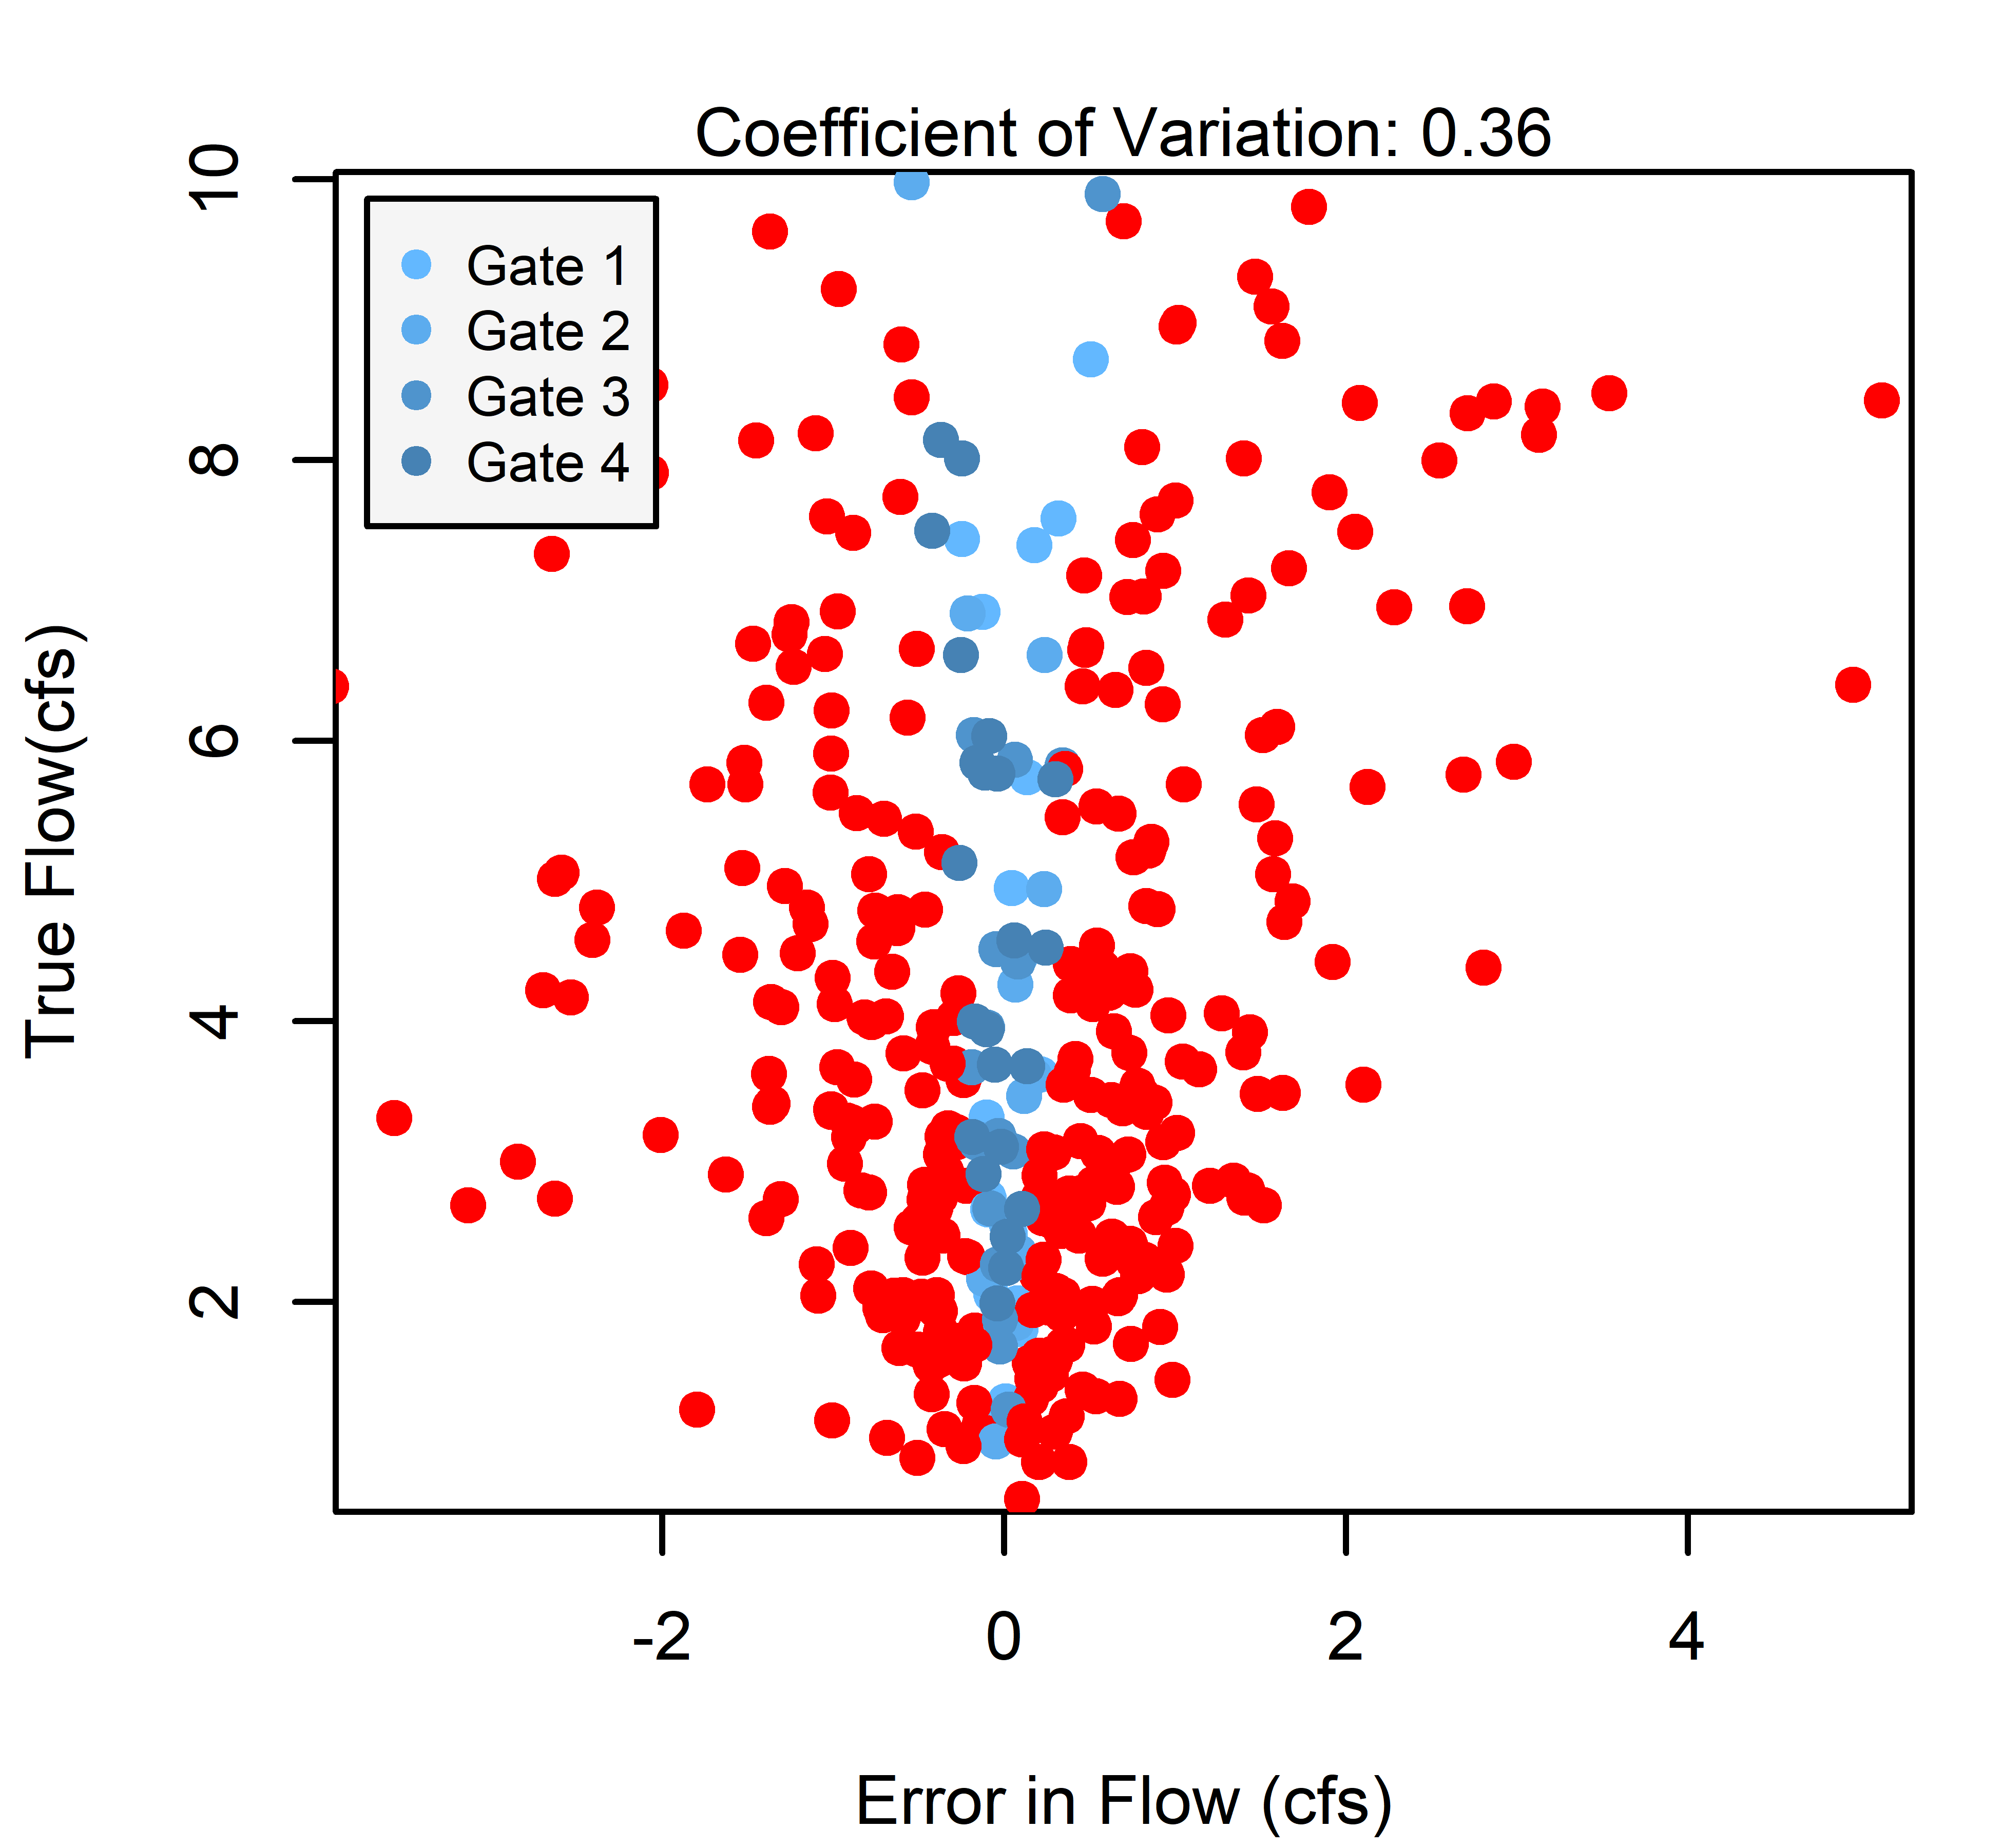 Coefficient of Variation: 0.36
True Flow(cfs)
10
8
6
4
2
Gate 1
Gate 2
Gate 3
Gate 4
-2 0 2 4
Error in Flow (cfs)